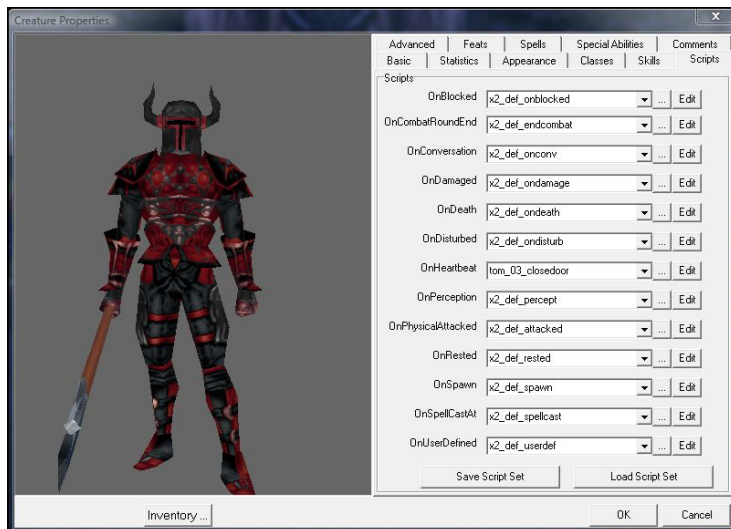 Creature Properties
Advanced Feats Spells Special Abilities Comments
Basic Statistics Appearance Classes Skills Scripts
Scripts
OnBlocked x2_def_onblocked ... Edit
OnCombatRoundEnd x2_def_endcombat ... Edit
OnConversation x2_def_onconv ... Edit
OnDamaged x2_def_ondamage ... Edit
OnDeath x2_def_ondeath ... Edit
OnDisturbed x2_def_ondisturb ... Edit
OnHeartbeat tom_03_closedoor ... Edit
OnPerception x2_def_percept ... Edit
OnPhysicalAttacked x2_def_attacked ... Edit
OnRested x2_def_rested ... Edit
OnSpawn x2_def_spawn ... Edit
OnSpellCastAt x2_def_spellcast ... Edit
OnUserDefined x2_def_userdef ... Edit
Save Script Set Load Script Set
Inventory ... OK Cancel